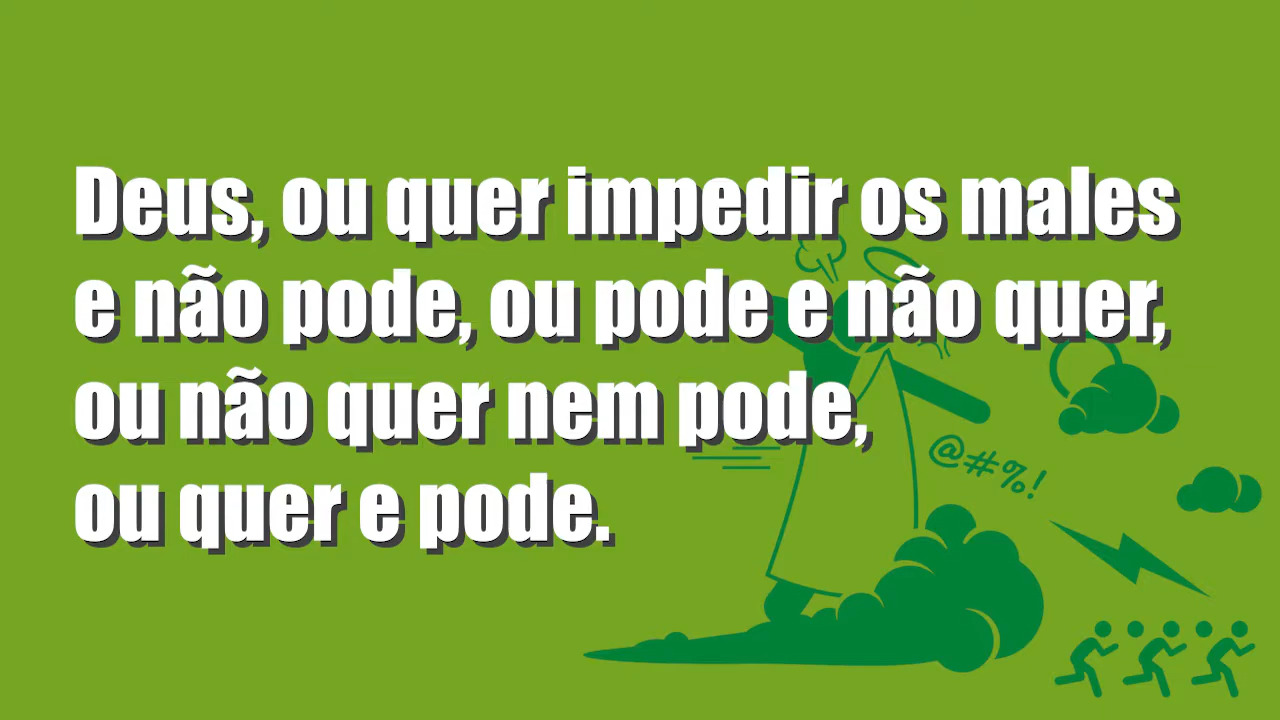 Deus, ou quer impedir os males
e não pode, ou pode e não quer,
ou não quer nem pode,
ou quer e pode.
@#%!